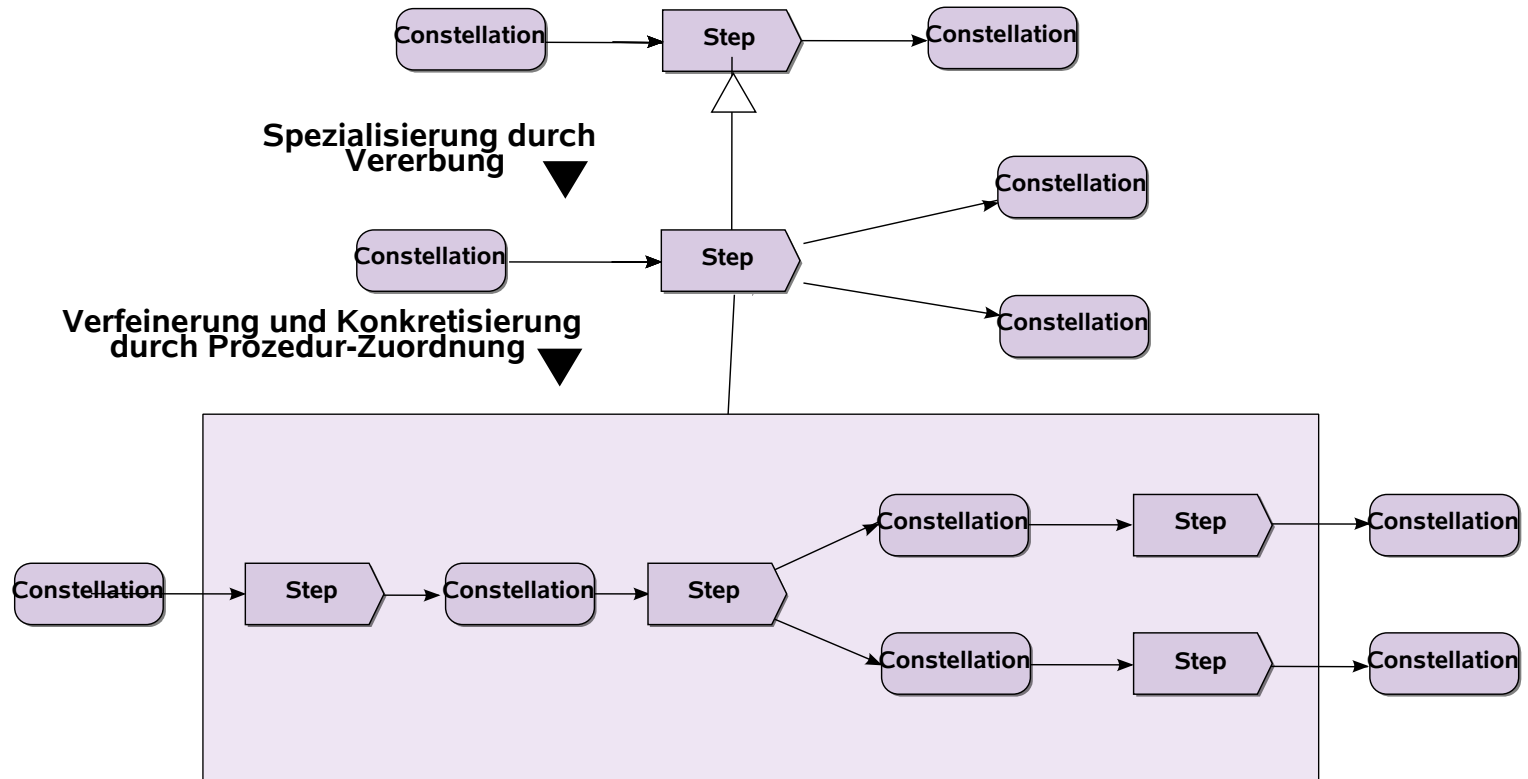 Constellation
Step
Constellation
Spezialisierung durch
Vererbung
Constellation
Constellation
Step
Constellation
Verfeinerung und Konkretisierung
durch Prozedur-Zuordnung
Constellation
Step
Constellation
Constellation
Step
Constellation
Step
Constellation
Step
Constellation